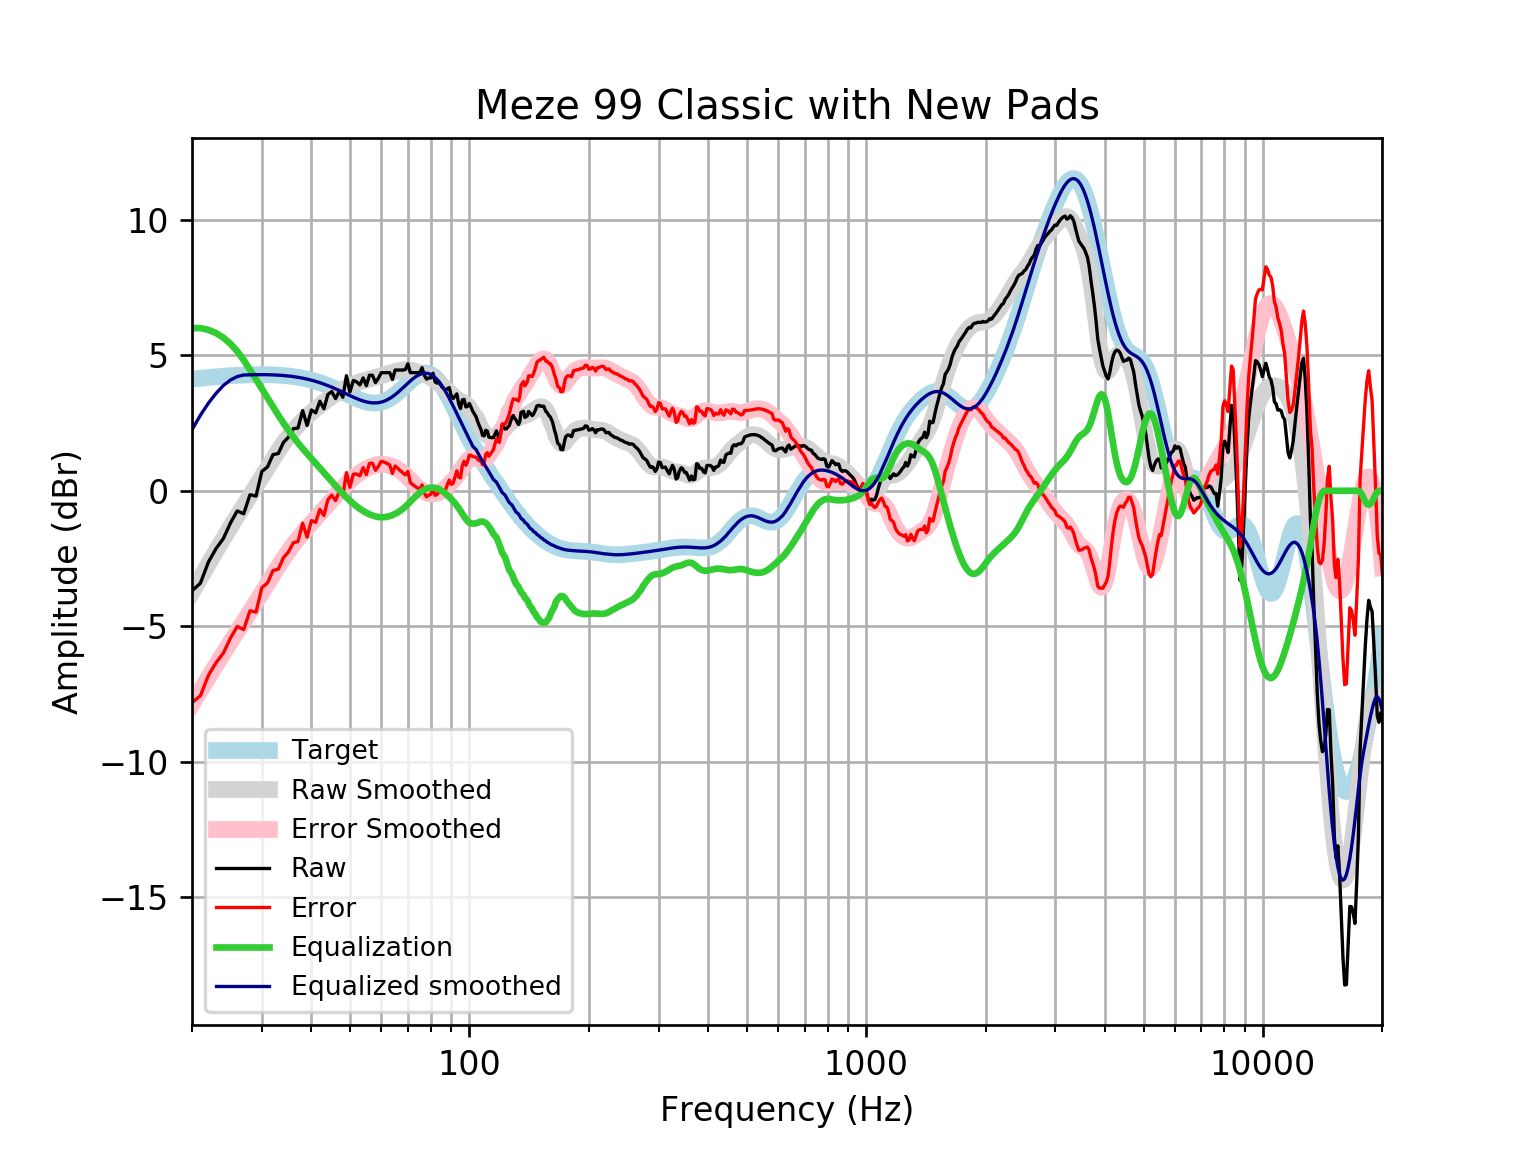 Meze 99 Classic with New Pads
Amplitude (dBr)
10
5
0
−5
−10
−15
Target
Raw Smoothed
Error Smoothed
Raw
Error
Equalization
Equalized smoothed
100
1000
10000
Frequency (Hz)